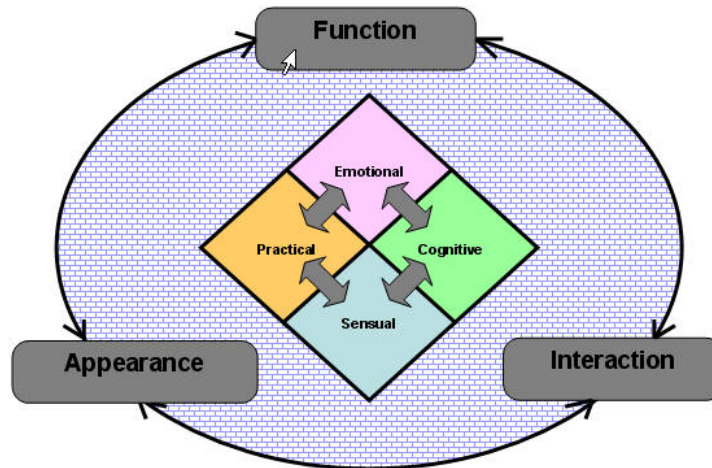 Function
Emotional
Practical
Cognitive
Sensual
Appearance
Interaction